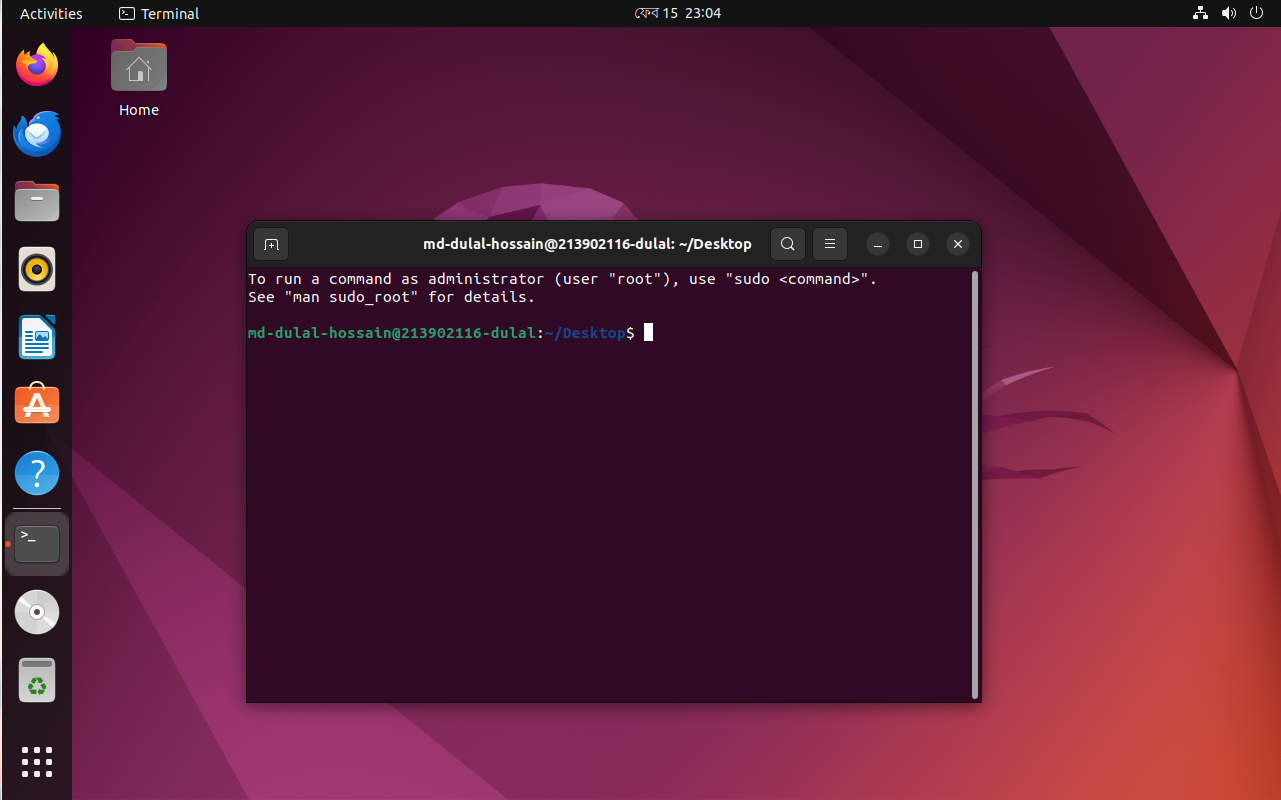 Activities
Terminal
ফেব 15 23:04
Home
md-dulal-hossain@213902116-dulal: ~/Desktop
To run a command as administrator (user "root"), use "sudo <command>".
See "man sudo_root" for details.
md-dulal-hossain@213902116-dulal:~/Desktop$